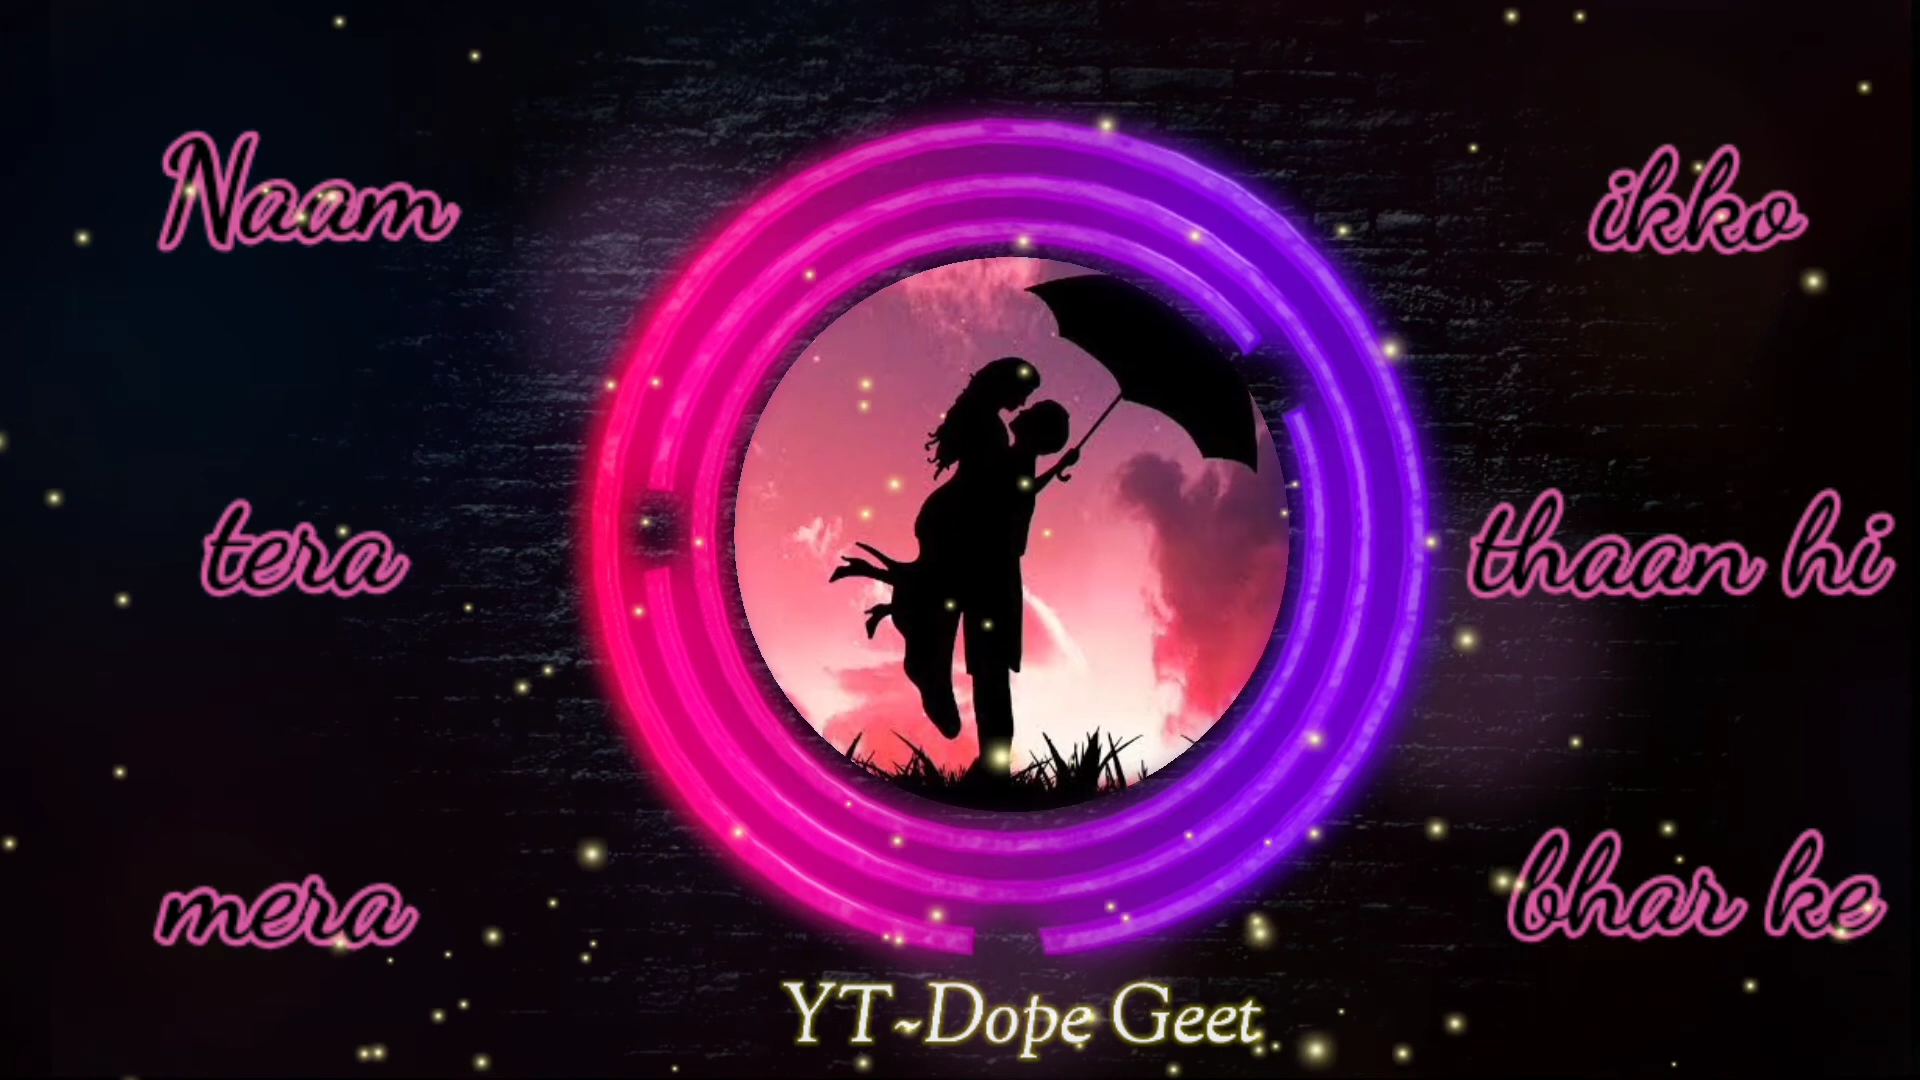 Naam
tera
mera
ikko
thaan hi
bhar ke
YT~Dope Geet